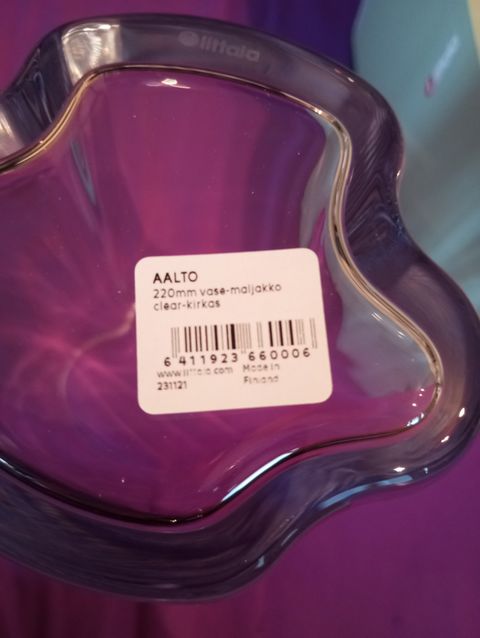 iittala
AALTO
220mm vase-maljakko
clear-kirkas
6 411923 660006
www.iittala.com Made in
231121 Finland